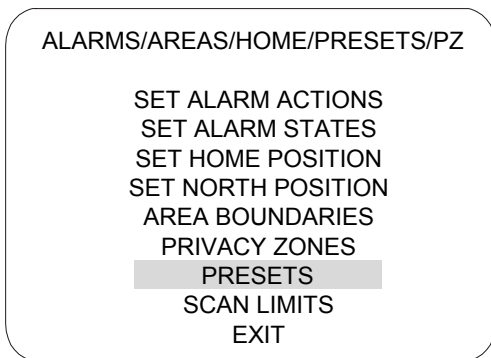 ALARMS/AREAS/HOME/PRESETS/PZ
SET ALARM ACTIONS
SET ALARM STATES
SET HOME POSITION
SET NORTH POSITION
AREA BOUNDARIES
PRIVACY ZONES
PRESETS
SCAN LIMITS
EXIT